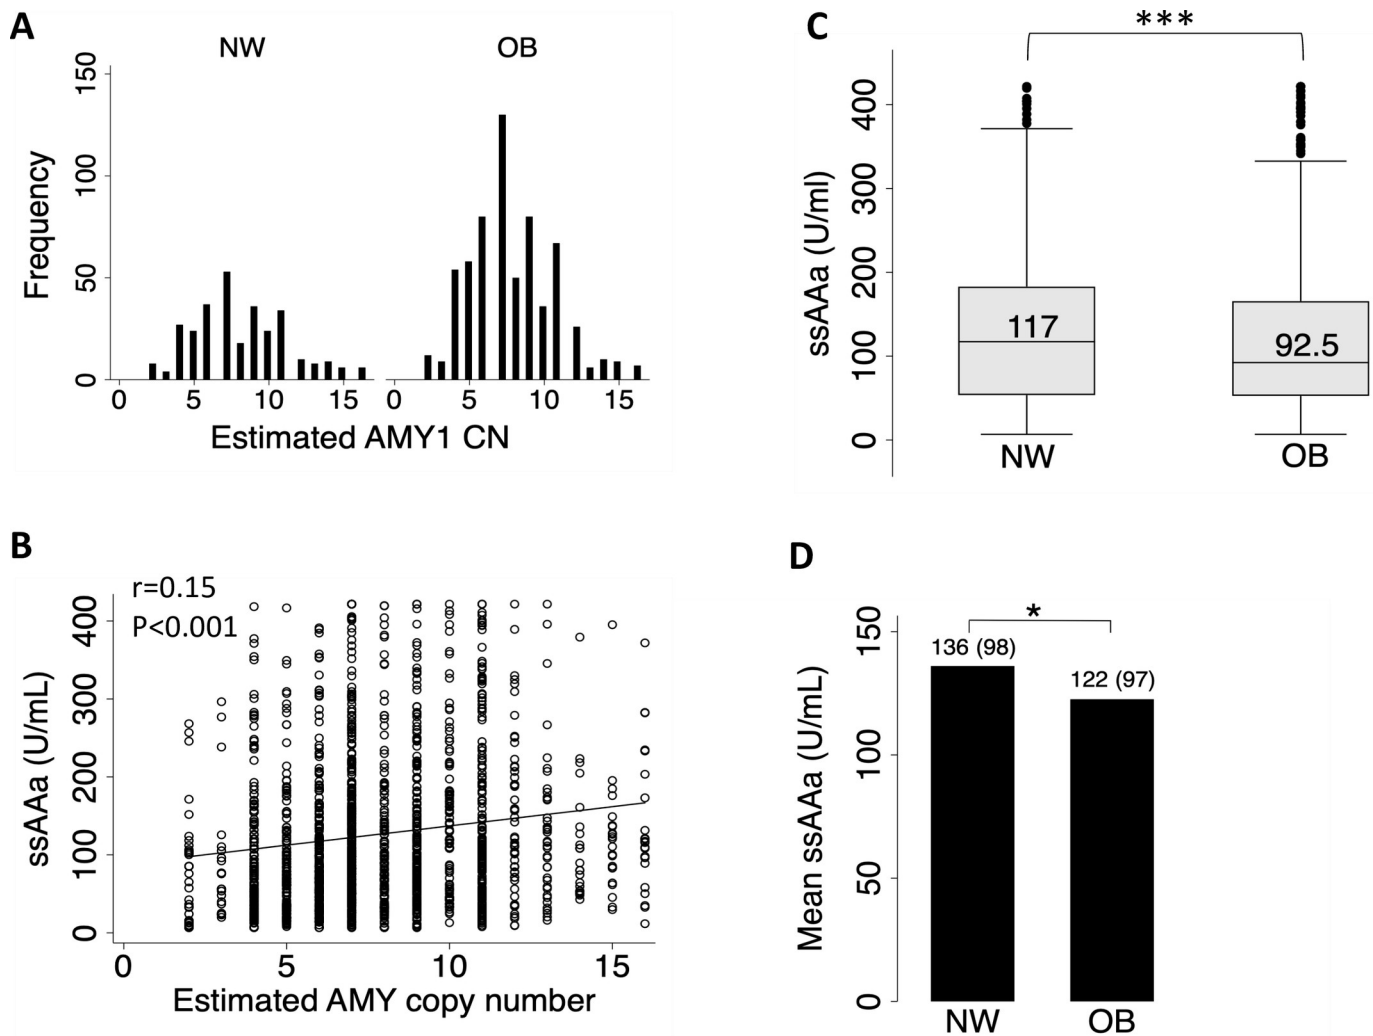 A
NW
OB
Frequency
150
100
50
0
0 5 10 15
0 5 10 15
Estimated AMY1 CN
B
r=0.15
P<0.001
ssAAa (U/mL)
400
300
200
100
0
0 5 10 15
Estimated AMY copy number
C
***
ssAAa (U/ml)
400
300
200
100
0
117
92.5
NW OB
D
*
136 (98)
122 (97)
Mean ssAAa (U/mL)
150
100
50
0
NW OB